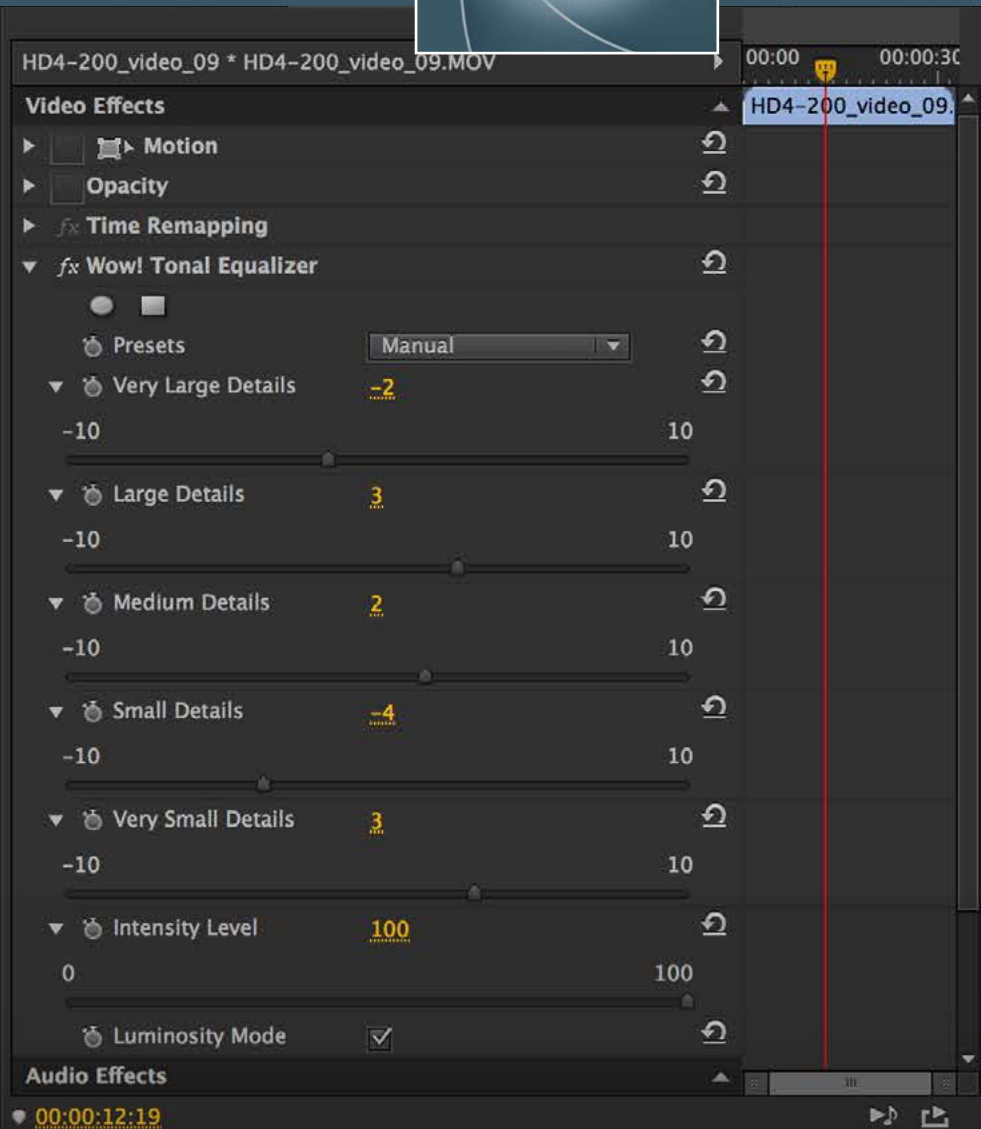 HD4-200_video_09 * HD4-200_video_09.MOV
00:00 00:00:30
Video Effects
HD4-200_video_09.
Motion
Opacity
fx Time Remapping
fx Wow! Tonal Equalizer
Presets Manual
Very Large Details -2
-10 10
Large Details 3
-10 10
Medium Details 2
-10 10
Small Details -4
-10 10
Very Small Details 3
-10 10
Intensity Level 100
0 100
Luminosity Mode
Audio Effects
00:00:12:19